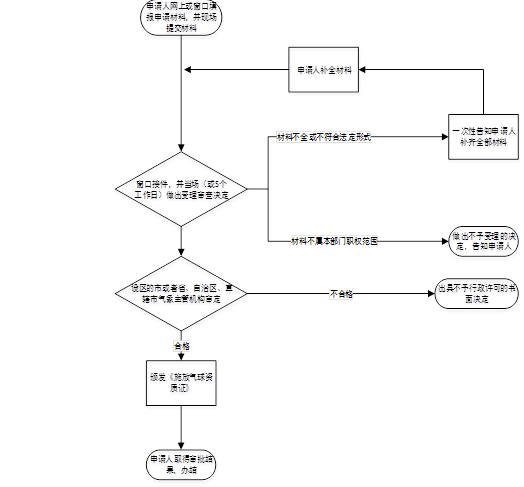 申请人网上或窗口填
报申请材料，并现场
提交材料
申请人补全材料
材料不全或不符合法定形式
一次性告知申请人
补齐全部材料
窗口接件，并当场（或5个
工作日）做出受理审查决定
材料不属本部门职权范围
做出不予受理的决
定，告知申请人
设区的市或者省、自治区、直
辖市气象主管机构审定
不合格
出具不予行政许可的书
面决定
合格
颁发《施放气球资
质证》
申请人取得审批结
果、办结